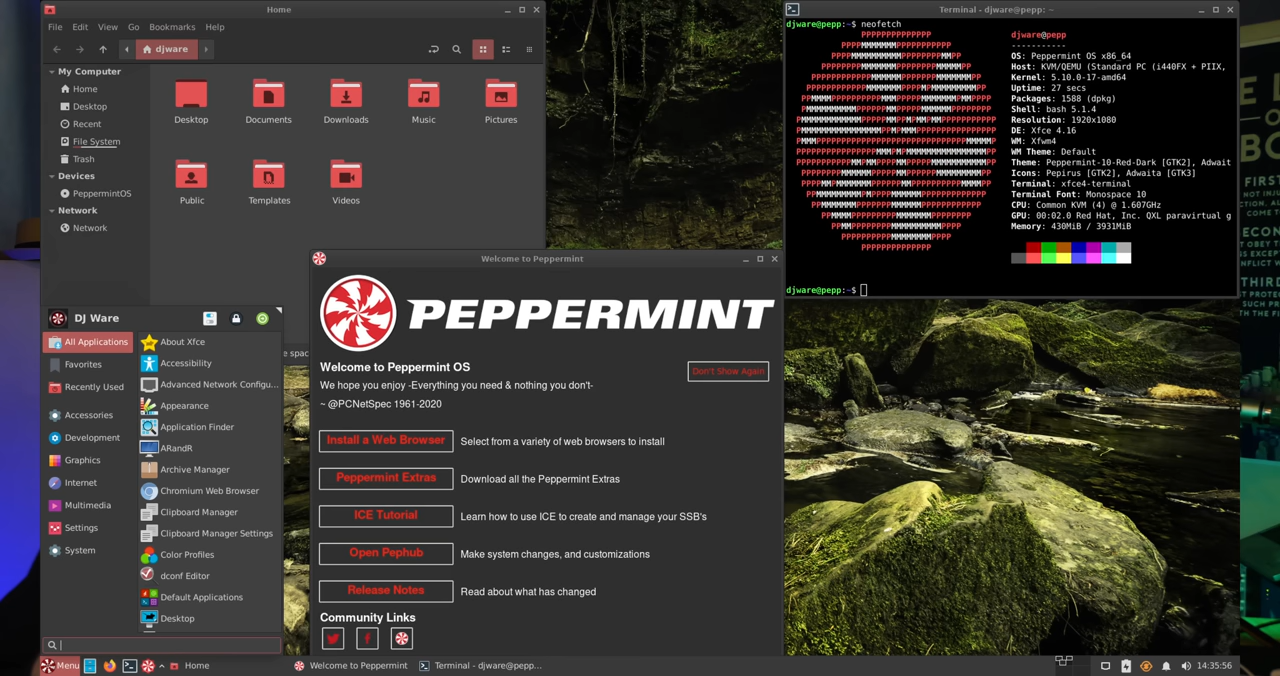 Home
File Edit View Go Bookmarks Help
djware
My Computer
Home
Desktop
Recent
File System
Trash
Devices
PeppermintOS
Network
Network
Desktop
Documents
Downloads
Music
Pictures
Public
Templates
Videos
Terminal - djware@pepp: ~
djware@pepp:~$ neofetch
djware@pepp
-----------
OS: Peppermint OS x86_64
Host: KVM/QEMU (Standard PC (i440FX + PIIX,
Kernel: 5.10.0-17-amd64
Uptime: 27 secs
Packages: 1588 (dpkg)
Shell: bash 5.1.4
Resolution: 1920x1080
DE: Xfce 4.16
WM: Xfwm4
WM Theme: Default
Theme: Peppermint-10-Red-Dark [GTK2], Adwait
Icons: Pepirus [GTK2], Adwaita [GTK3]
Terminal: xfce4-terminal
Terminal Font: Monospace 10
CPU: Common KVM (4) @ 1.607GHz
GPU: 00:02.0 Red Hat, Inc. QXL paravirtual g
Memory: 430MiB / 3931MiB
djware@pepp:~$
Welcome to Peppermint
PEPPERMINT
Welcome to Peppermint OS
We hope you enjoy -Everything you need & nothing you don't-
~ @PCNetSpec 1961-2020
Don't Show Again
Install a Web Browser Select from a variety of web browsers to install
Peppermint Extras Download all the Peppermint Extras
ICE Tutorial Learn how to use ICE to create and manage your SSB's
Open Pephub Make system changes, and customizations
Release Notes Read about what has changed
Community Links
e spac
DJ Ware
All Applications
Favorites
Recently Used
Accessories
Development
Graphics
Internet
Multimedia
Settings
System
About Xfce
Accessibility
Advanced Network Configu...
Appearance
Application Finder
ARandR
Archive Manager
Chromium Web Browser
Clipboard Manager
Clipboard Manager Settings
Color Profiles
dconf Editor
Default Applications
Desktop
Menu
Home
Welcome to Peppermint
Terminal - djware@pepp...
14:35:56